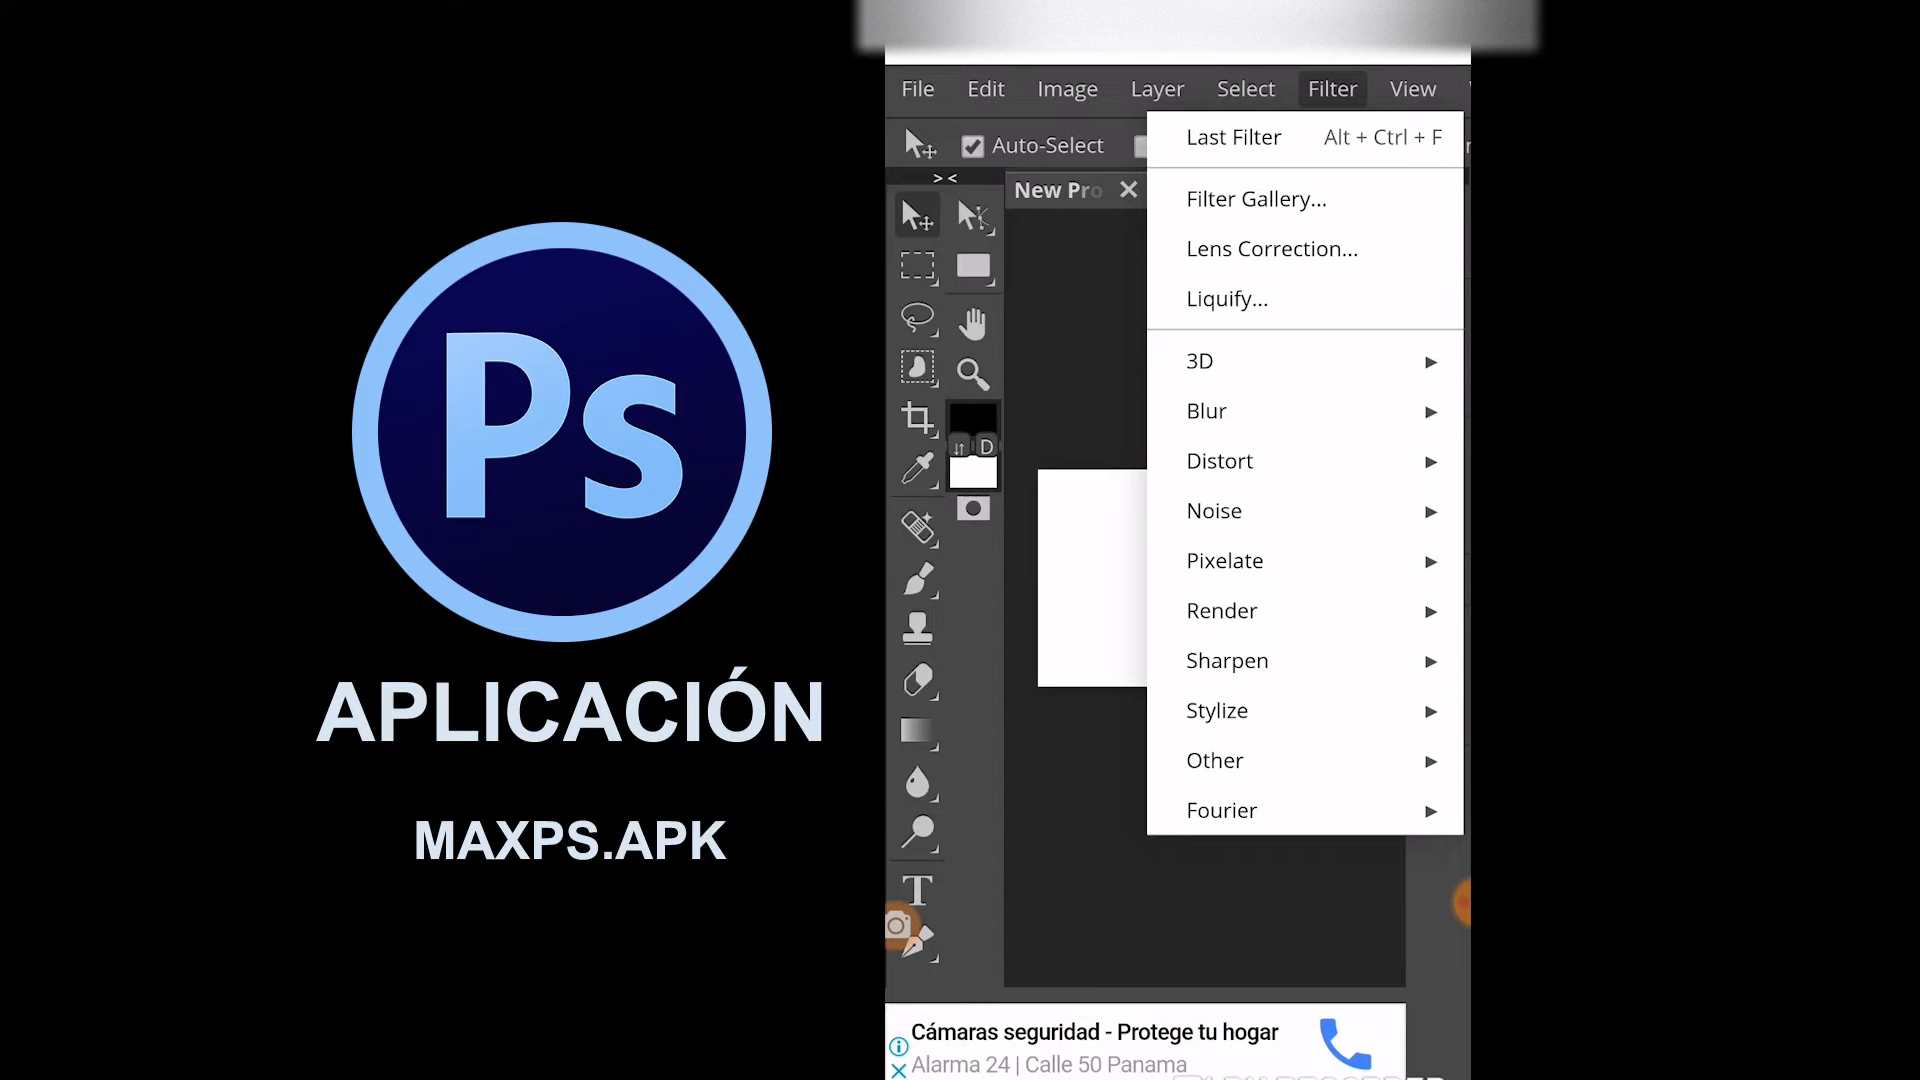 Ps
APLICACIÓN
MAXPS.APK
File Edit Image Layer Select Filter View
Auto-Select
> <
New Pro ✕
D
Last Filter Alt + Ctrl + F
Filter Gallery...
Lens Correction...
Liquify...
3D
Blur
Distort
Noise
Pixelate
Render
Sharpen
Stylize
Other
Fourier
T
Cámaras seguridad - Protege tu hogar
Alarma 24 | Calle 50 Panama